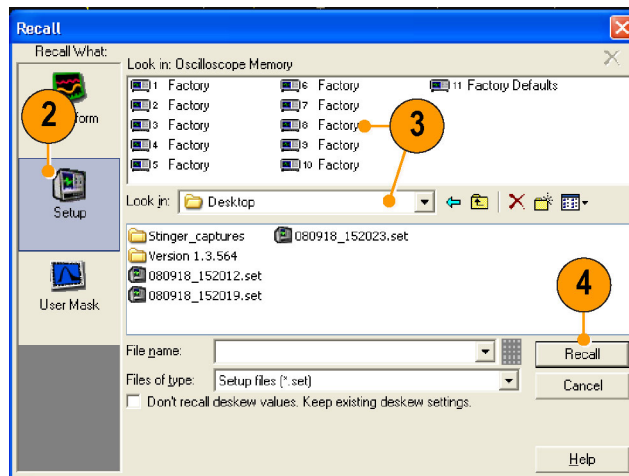 Recall
Recall What:
Look in: Oscilloscope Memory
1 Factory
6 Factory
11 Factory Defaults
2 Factory
7 Factory
3 Factory
8 Factory
4 Factory
9 Factory
5 Factory
10 Factory
2
form
3
Setup
Look in: Desktop
Stinger_captures
080918_152023.set
Version 1.3.564
080918_152012.set
080918_152019.set
User Mask
4
File name:
Recall
Files of type: Setup files (*.set)
Cancel
Don't recall deskew values. Keep existing deskew settings.
Help